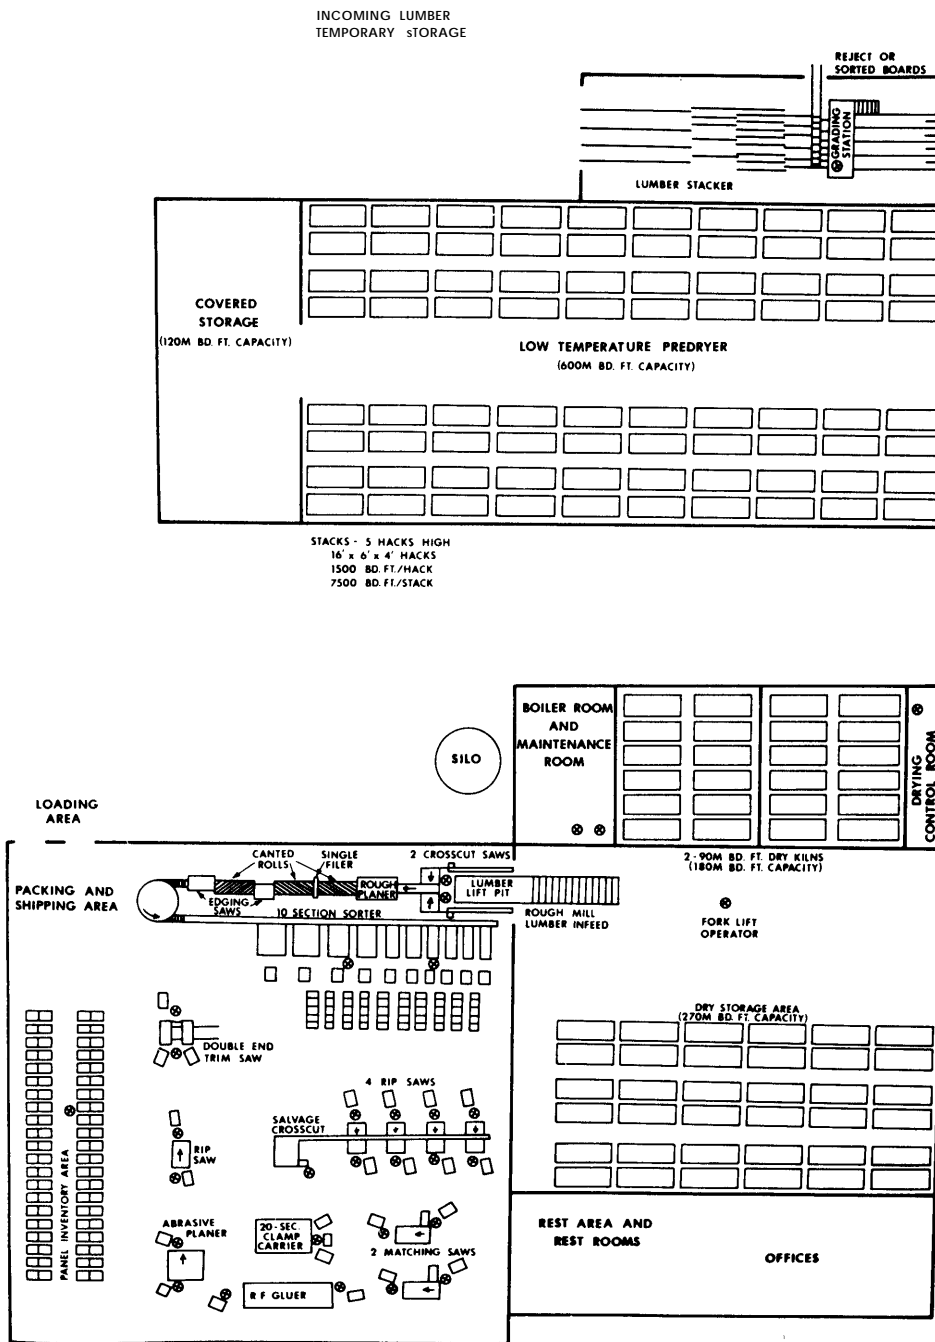 INCOMING LUMBER
TEMPORARY sTORAGE
REJECT OR
SORTED BOARDS
GRADING
STATION
LUMBER STACKER
COVERED
STORAGE
(120M BD. FT. CAPACITY)
LOW TEMPERATURE PREDRYER
(600M BD. FT. CAPACITY)
STACKS - 5 HACKS HIGH
16' x 6' x 4' HACKS
1500 BD. FT./HACK
7500 BD. FT./STACK
BOILER ROOM
AND
MAINTENANCE
ROOM
SILO
DRYING
CONTROL ROOM
LOADING
AREA
2 - 90M BD. FT. DRY KILNS
(180M BD. FT. CAPACITY)
CANTED
ROLLS
SINGLE
FILER
2 CROSSCUT SAWS
PACKING AND
SHIPPING AREA
ROUGH
PLANER
LUMBER
LIFT PIT
EDGING
SAWS
10 SECTION SORTER
ROUGH MILL
LUMBER INFEED
FORK LIFT
OPERATOR
DRY STORAGE AREA
(270M BD. FT. CAPACITY)
DOUBLE END
TRIM SAW
4 RIP SAWS
SALVAGE
CROSSCUT
RIP
SAW
PANEL INVENTORY AREA
ABRASIVE
PLANER
20-SEC.
CLAMP
CARRIER
2 MATCHING SAWS
R F GLUER
REST AREA AND
REST ROOMS
OFFICES